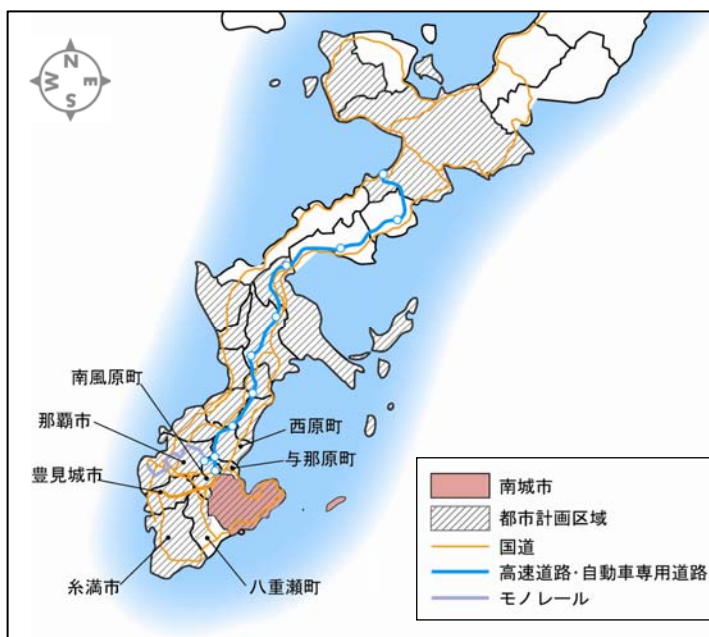 N
E
S
W
南風原町
那覇市
豊見城市
糸満市
八重瀬町
西原町
与那原町
南城市
都市計画区域
国道
高速道路・自動車専用道路
モノレール